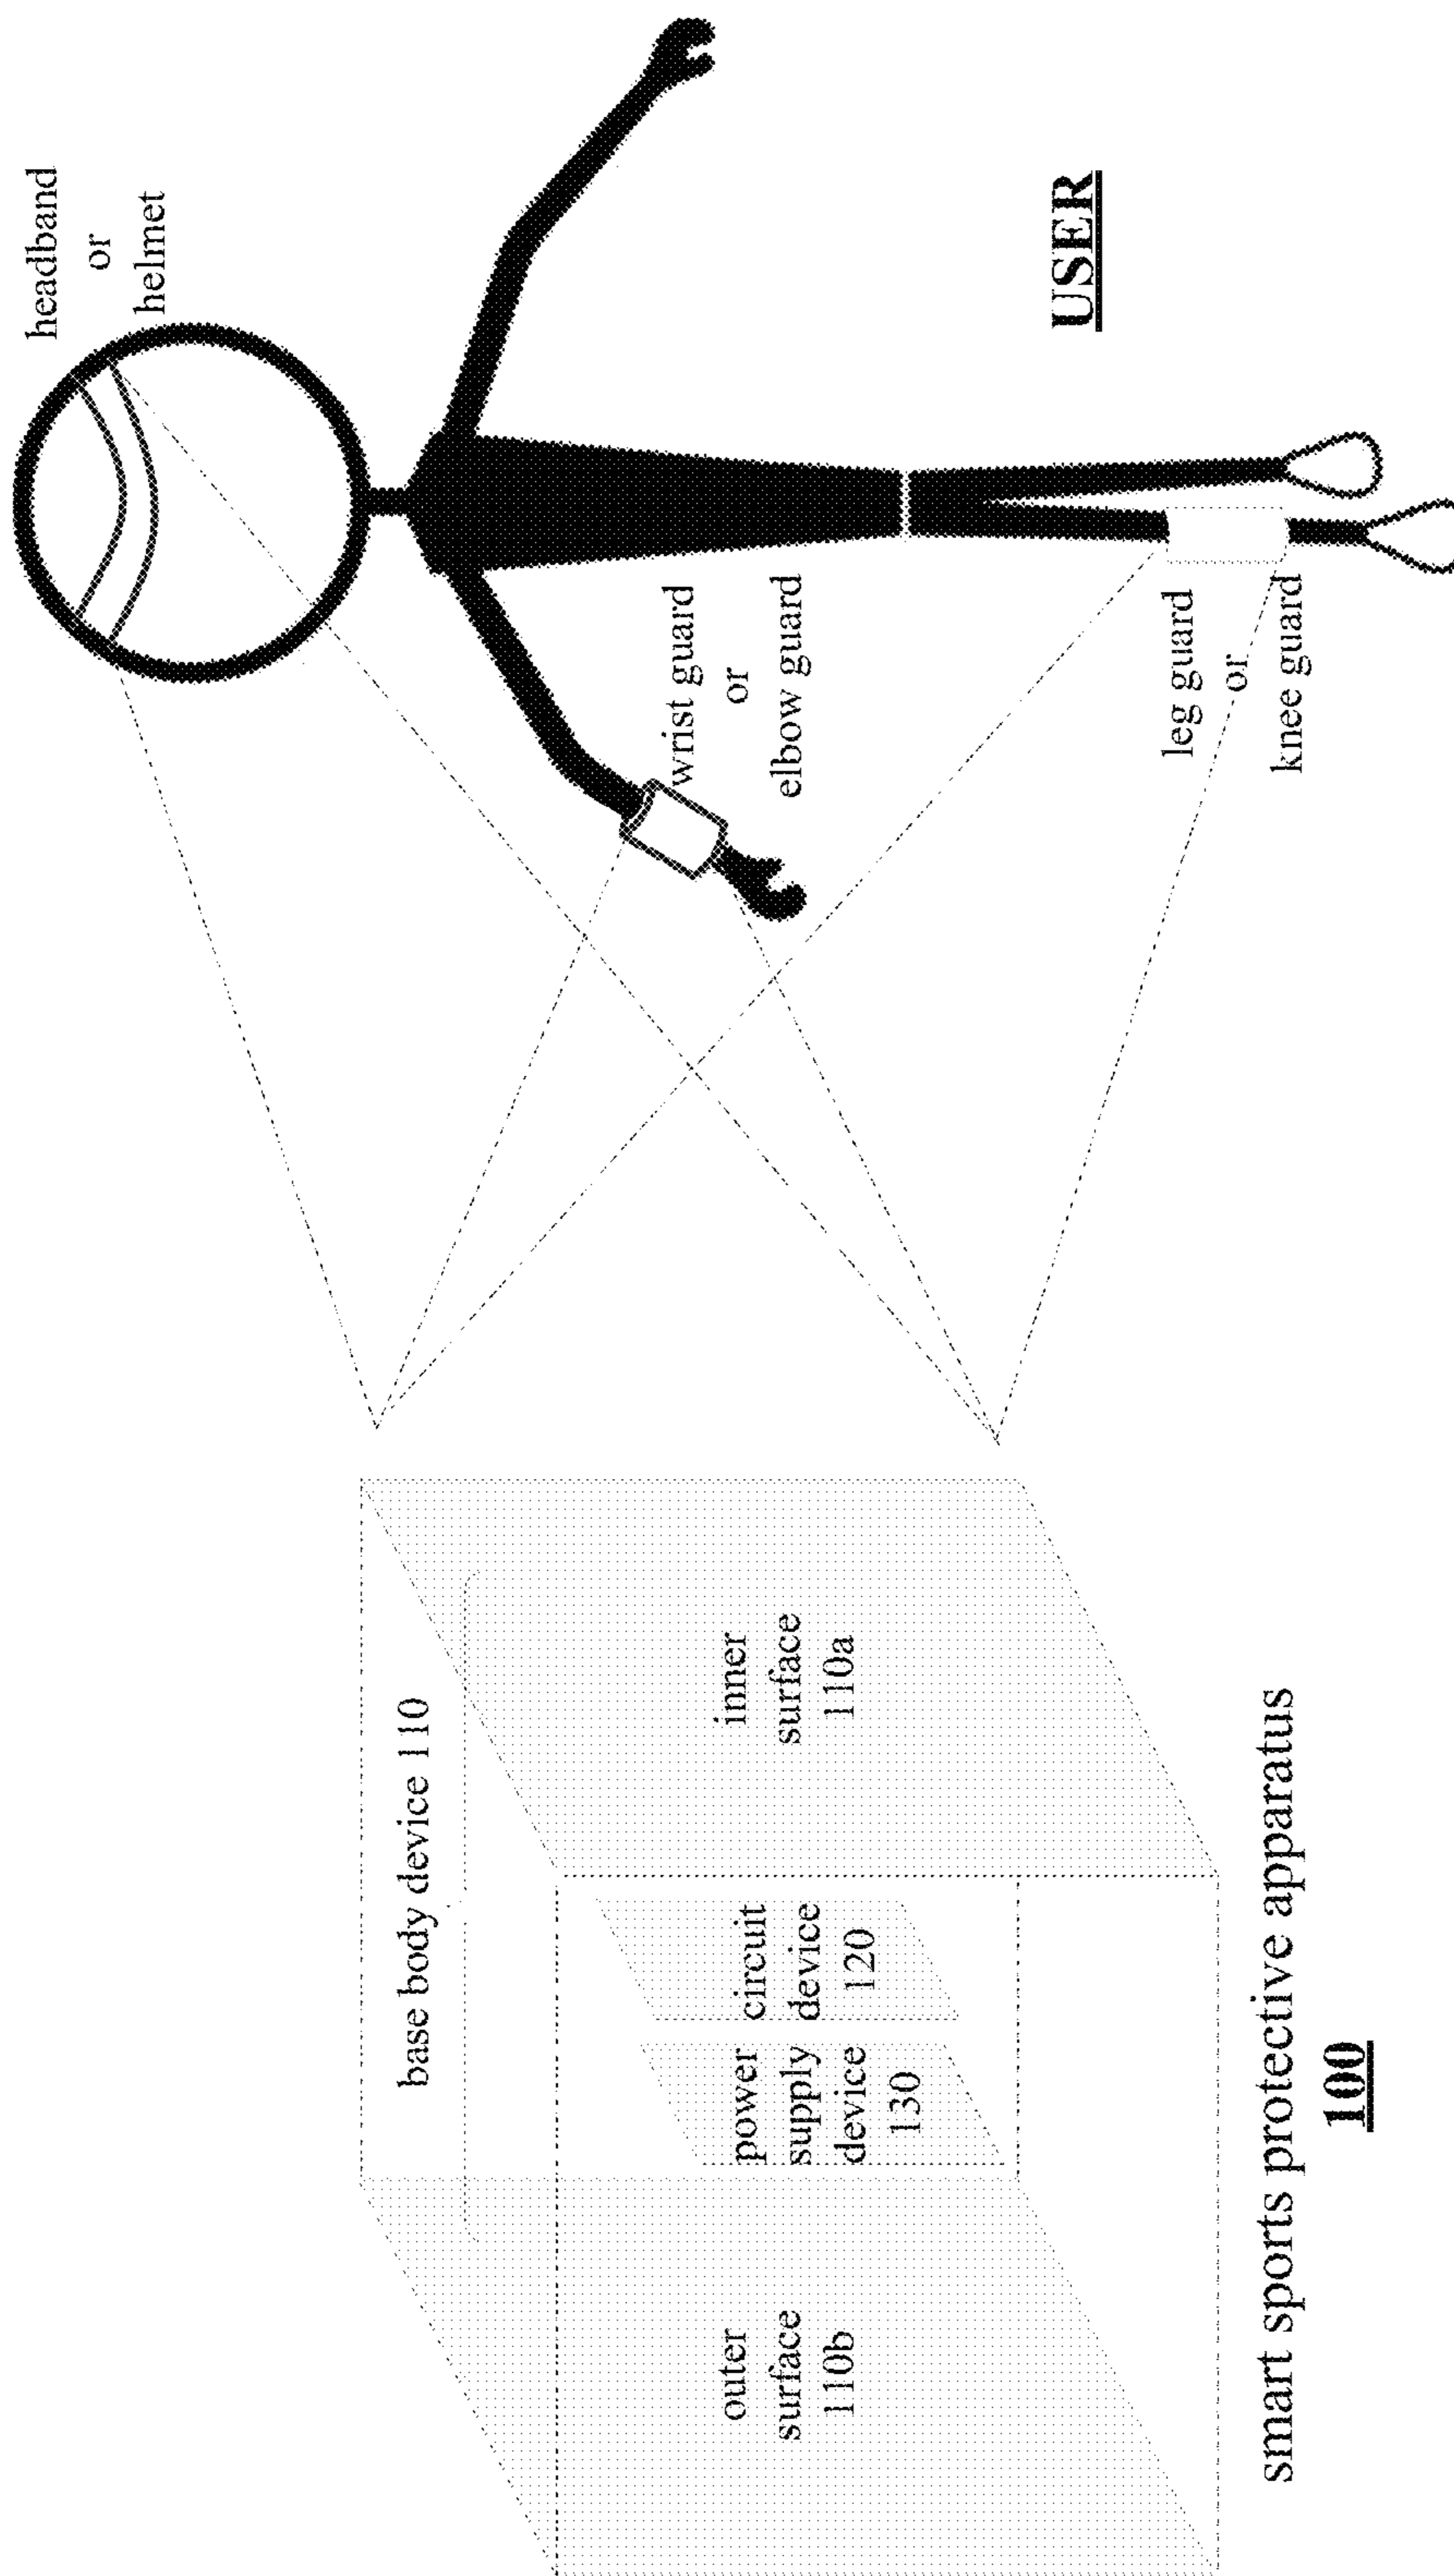 base body device 110
outer
surface
110b
power
supply
device
130
circuit
device
120
inner
surface
110a
smart sports protective apparatus
100
headband
or
helmet
wrist guard
or
elbow guard
leg guard
or
knee guard
USER